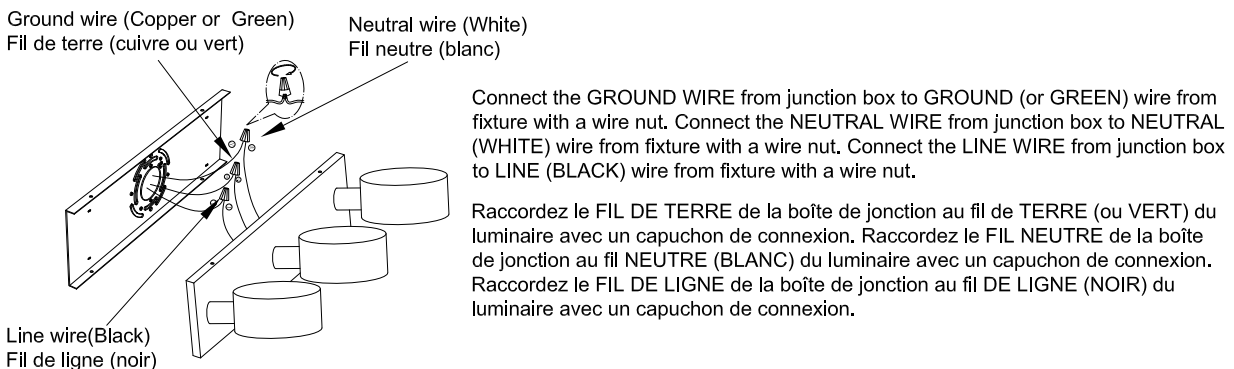 Ground wire (Copper or Green)
Fil de terre (cuivre ou vert)
Neutral wire (White)
Fil neutre (blanc)
Connect the GROUND WIRE from junction box to GROUND (or GREEN) wire from
fixture with a wire nut. Connect the NEUTRAL WIRE from junction box to NEUTRAL
(WHITE) wire from fixture with a wire nut. Connect the LINE WIRE from junction box
to LINE (BLACK) wire from fixture with a wire nut.
Raccordez le FIL DE TERRE de la boîte de jonction au fil de TERRE (ou VERT) du
luminaire avec un capuchon de connexion. Raccordez le FIL NEUTRE de la boîte
de jonction au fil NEUTRE (BLANC) du luminaire avec un capuchon de connexion.
Raccordez le FIL DE LIGNE de la boîte de jonction au fil DE LIGNE (NOIR) du
luminaire avec un capuchon de connexion.
Line wire(Black)
Fil de ligne (noir)